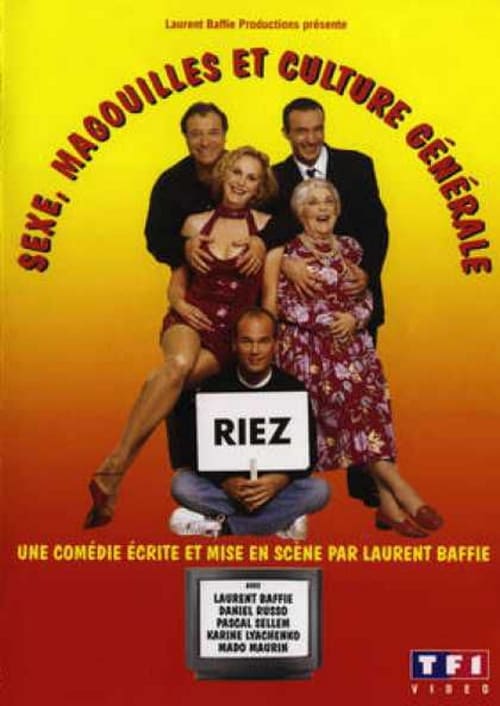 Laurent Baffie Productions présente
SEXE, MAGOUILLES ET CULTURE GÉNÉRALE
RIEZ
UNE COMÉDIE ÉCRITE ET MISE EN SCÈNE PAR LAURENT BAFFIE
AVEC
LAURENT BAFFIE
DANIEL RUSSO
PASCAL SELLEM
KARINE LYACHENKO
MADO MAURIN
TF1
VIDEO